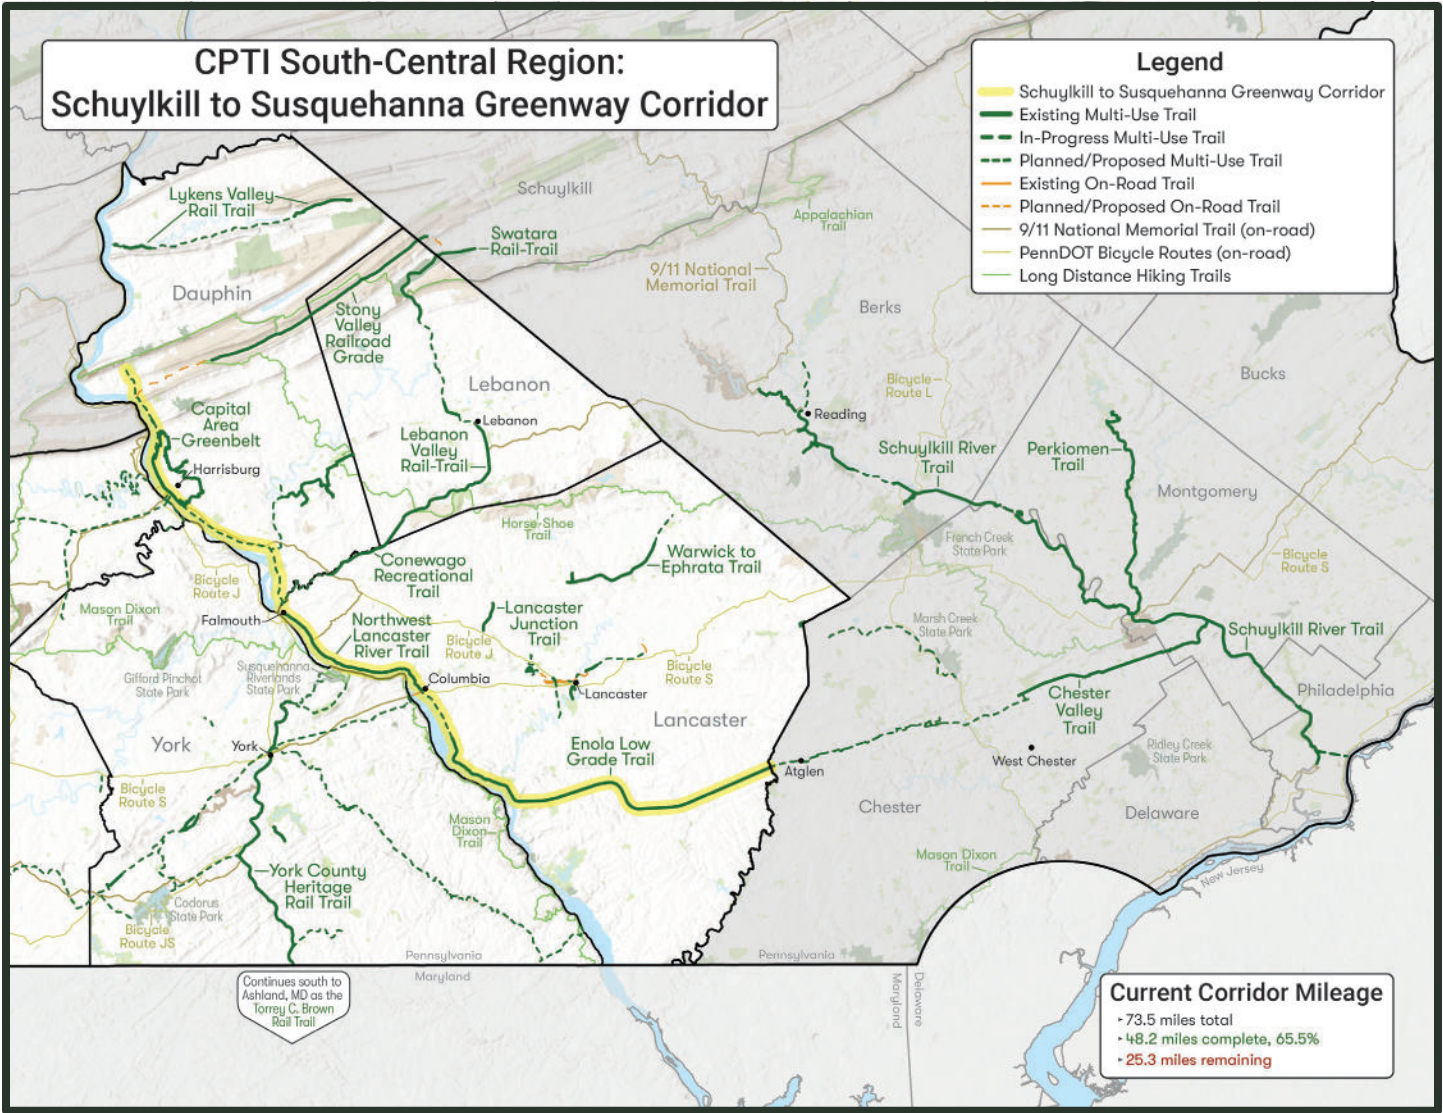 CPTI South-Central Region:
Schuylkill to Susquehanna Greenway Corridor
Legend
Schuylkill to Susquehanna Greenway Corridor
Existing Multi-Use Trail
In-Progress Multi-Use Trail
Planned/Proposed Multi-Use Trail
Existing On-Road Trail
Planned/Proposed On-Road Trail
9/11 National Memorial Trail (on-road)
PennDOT Bicycle Routes (on-road)
Long Distance Hiking Trails
Lykens Valley
Rail Trail
Schuylkill
Appalachian
Trail
Swatara
Rail-Trail
9/11 National
Memorial Trail
Dauphin
Berks
Stony
Valley
Railroad
Grade
Lebanon
Bicycle
Route L
Bucks
Capital
Area
Greenbelt
Lebanon
Reading
Lebanon
Valley
Rail-Trail
Harrisburg
Schuylkill River
Trail
Perkiomen
Trail
Montgomery
Horse-Shoe
Trail
French Creek
State Park
Conewago
Recreational
Trail
Warwick to
Ephrata Trail
Bicycle
Route S
Bicycle
Route J
Mason Dixon
Trail
Falmouth
Northwest
Lancaster
River Trail
Lancaster
Junction
Trail
Marsh Creek
State Park
Schuylkill River Trail
Bicycle
Route J
Bicycle
Route S
Gifford Pinchot
State Park
Susquehanna
Riverlands
State Park
Columbia
Lancaster
Philadelphia
Chester
Valley
Trail
Lancaster
York
York
Enola Low
Grade Trail
Ridley Creek
State Park
West Chester
Atglen
Bicycle
Route S
Chester
Delaware
Mason
Dixon
Trail
Mason Dixon
Trail
York County
Heritage
Rail Trail
New Jersey
Codorus
State Park
Bicycle
Route JS
Pennsylvania
Maryland
Pennsylvania
Maryland
Delaware
Continues south to
Ashland, MD as the
Torrey C. Brown
Rail Trail
Current Corridor Mileage
73.5 miles total
48.2 miles complete, 65.5%
25.3 miles remaining